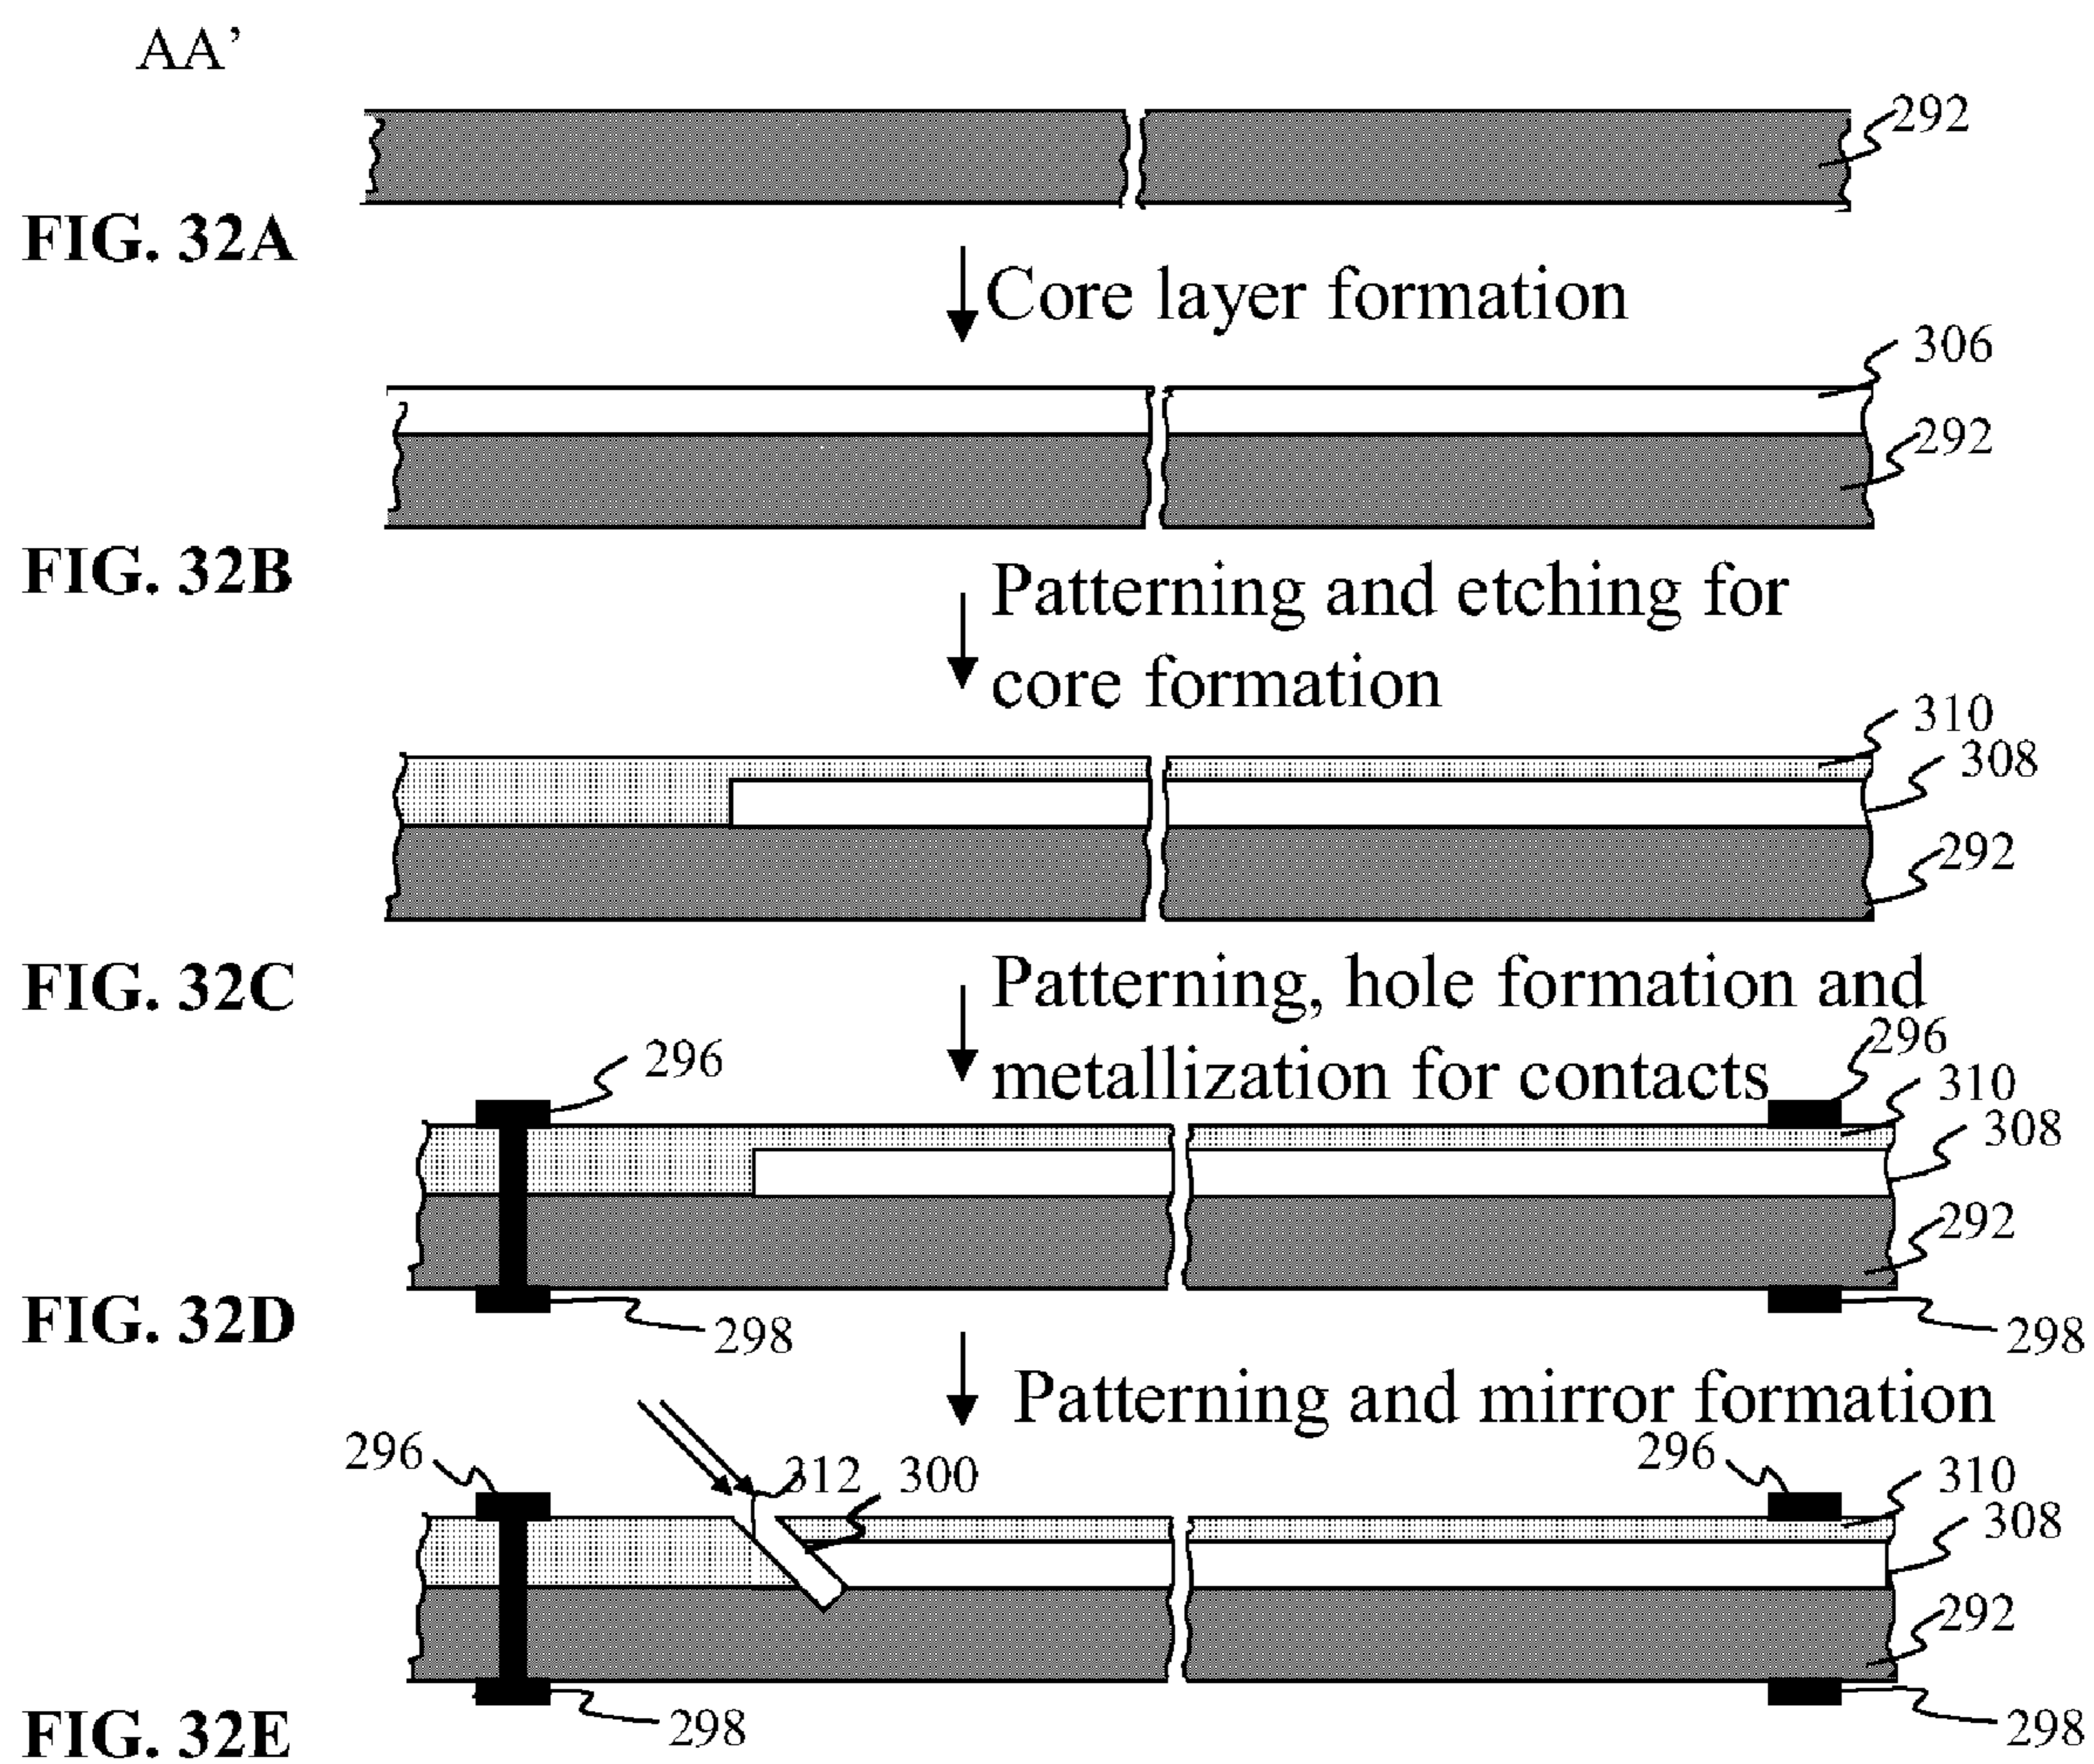 AA’
292
FIG. 32A
Core layer formation
306
292
FIG. 32B
Patterning and etching for
core formation
310
308
292
FIG. 32C
Patterning, hole formation and
metallization for contacts
296
296
310
308
292
FIG. 32D
298
298
Patterning and mirror formation
296
312
300
296
310
308
292
FIG. 32E
298
298